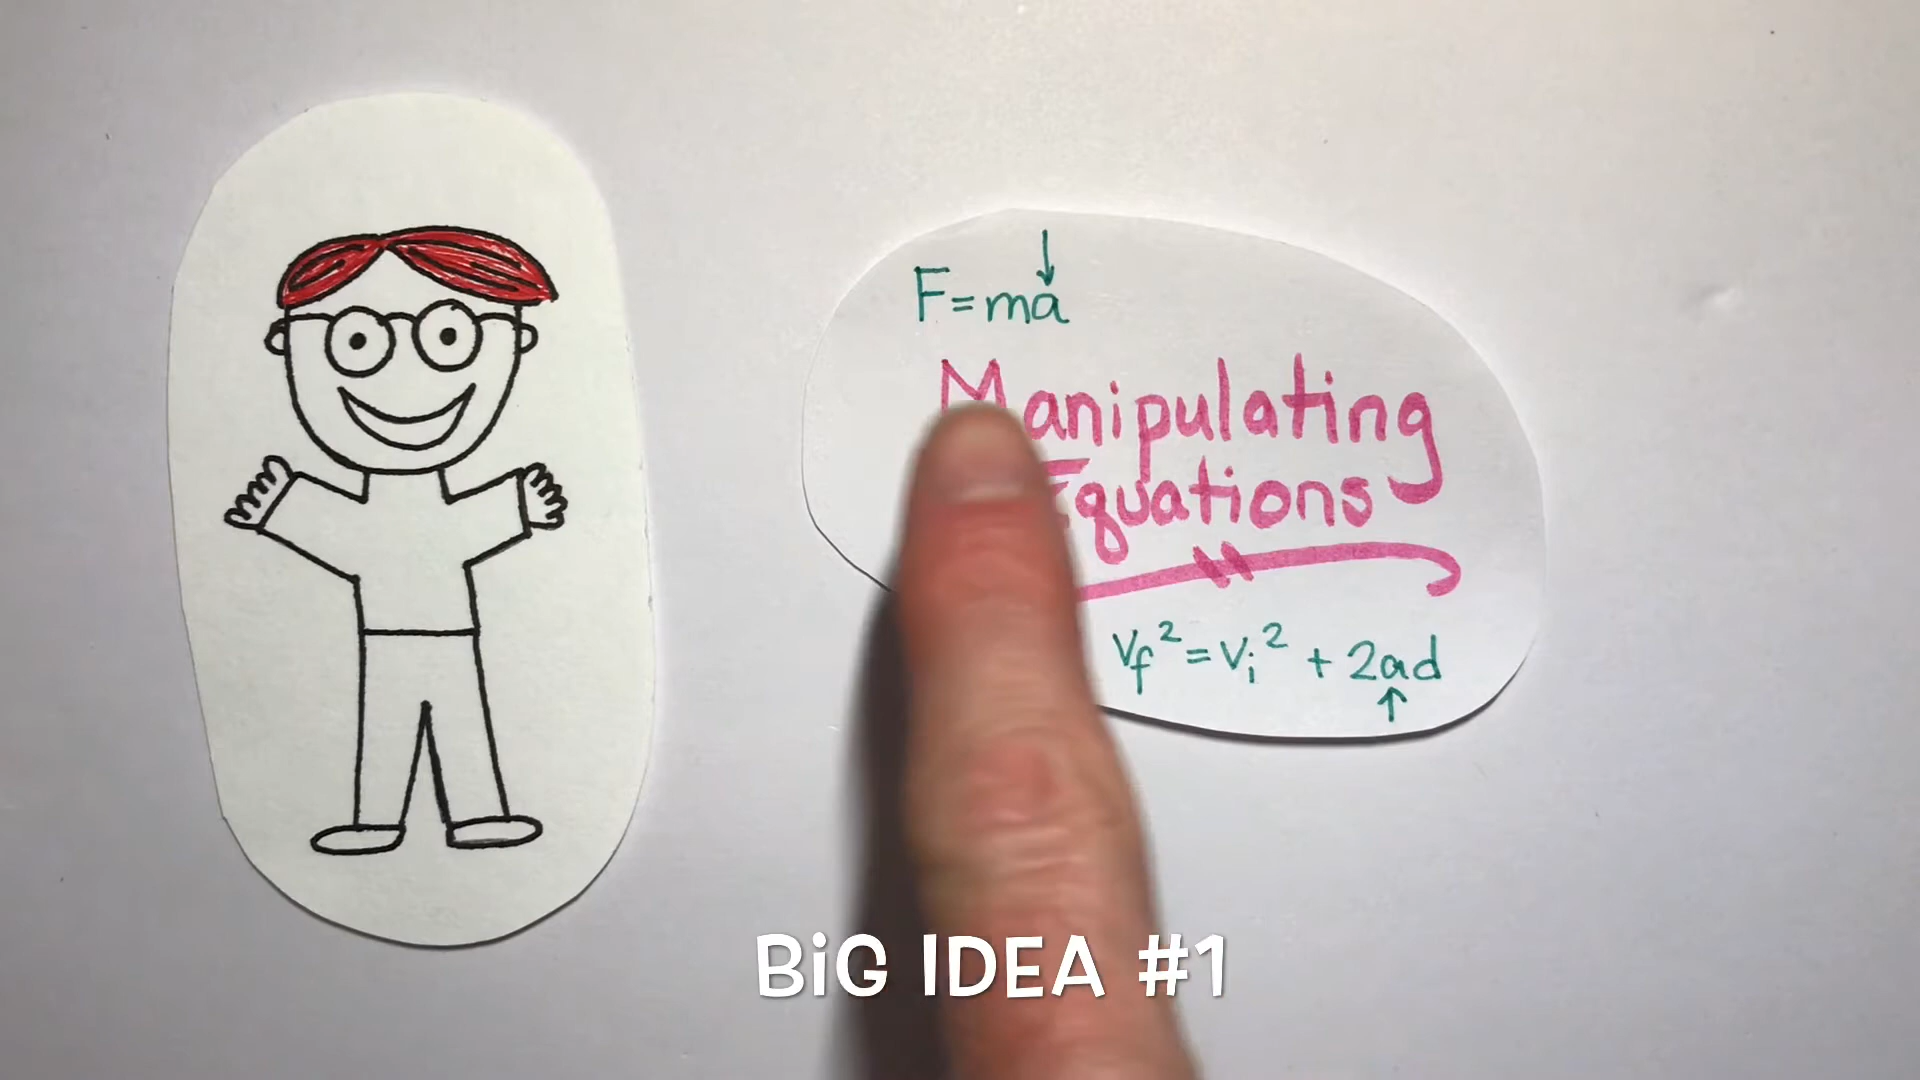 F=ma
Manipulating
Equations
Vf²=Vi²+2ad
BiG IDEA #1